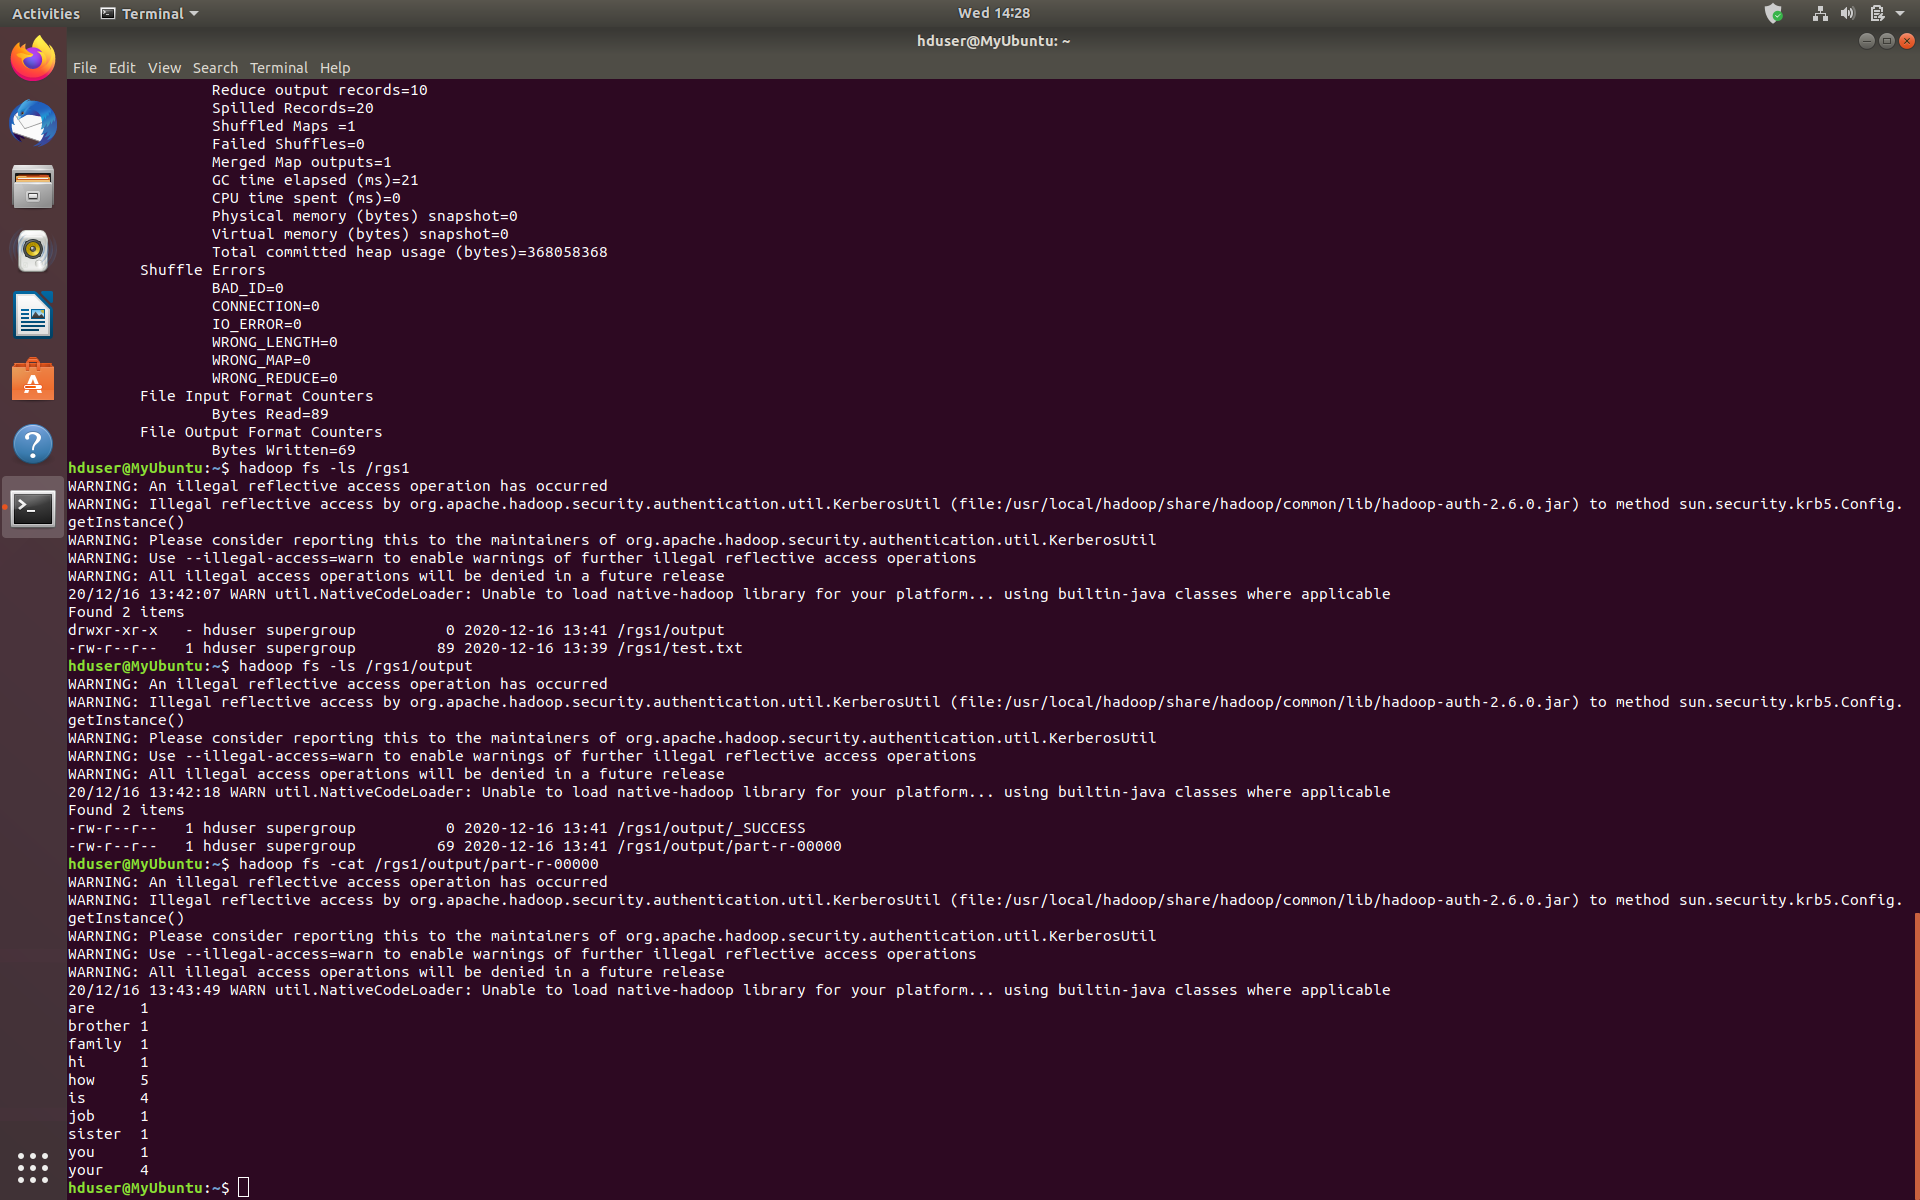 Activities Terminal Wed 14:28
hduser@MyUbuntu: ~
File Edit View Search Terminal Help
Reduce output records=10
Spilled Records=20
Shuffled Maps =1
Failed Shuffles=0
Merged Map outputs=1
GC time elapsed (ms)=21
CPU time spent (ms)=0
Physical memory (bytes) snapshot=0
Virtual memory (bytes) snapshot=0
Total committed heap usage (bytes)=368058368
Shuffle Errors
BAD_ID=0
CONNECTION=0
IO_ERROR=0
WRONG_LENGTH=0
WRONG_MAP=0
WRONG_REDUCE=0
File Input Format Counters
Bytes Read=89
File Output Format Counters
Bytes Written=69
hduser@MyUbuntu:~$ hadoop fs -ls /rgs1
WARNING: An illegal reflective access operation has occurred
WARNING: Illegal reflective access by org.apache.hadoop.security.authentication.util.KerberosUtil (file:/usr/local/hadoop/share/hadoop/common/lib/hadoop-auth-2.6.0.jar) to method sun.security.krb5.Config.
getInstance()
WARNING: Please consider reporting this to the maintainers of org.apache.hadoop.security.authentication.util.KerberosUtil
WARNING: Use --illegal-access=warn to enable warnings of further illegal reflective access operations
WARNING: All illegal access operations will be denied in a future release
20/12/16 13:42:07 WARN util.NativeCodeLoader: Unable to load native-hadoop library for your platform... using builtin-java classes where applicable
Found 2 items
drwxr-xr-x - hduser supergroup 0 2020-12-16 13:41 /rgs1/output
-rw-r--r-- 1 hduser supergroup 89 2020-12-16 13:39 /rgs1/test.txt
hduser@MyUbuntu:~$ hadoop fs -ls /rgs1/output
WARNING: An illegal reflective access operation has occurred
WARNING: Illegal reflective access by org.apache.hadoop.security.authentication.util.KerberosUtil (file:/usr/local/hadoop/share/hadoop/common/lib/hadoop-auth-2.6.0.jar) to method sun.security.krb5.Config.
getInstance()
WARNING: Please consider reporting this to the maintainers of org.apache.hadoop.security.authentication.util.KerberosUtil
WARNING: Use --illegal-access=warn to enable warnings of further illegal reflective access operations
WARNING: All illegal access operations will be denied in a future release
20/12/16 13:42:18 WARN util.NativeCodeLoader: Unable to load native-hadoop library for your platform... using builtin-java classes where applicable
Found 2 items
-rw-r--r-- 1 hduser supergroup 0 2020-12-16 13:41 /rgs1/output/_SUCCESS
-rw-r--r-- 1 hduser supergroup 69 2020-12-16 13:41 /rgs1/output/part-r-00000
hduser@MyUbuntu:~$ hadoop fs -cat /rgs1/output/part-r-00000
WARNING: An illegal reflective access operation has occurred
WARNING: Illegal reflective access by org.apache.hadoop.security.authentication.util.KerberosUtil (file:/usr/local/hadoop/share/hadoop/common/lib/hadoop-auth-2.6.0.jar) to method sun.security.krb5.Config.
getInstance()
WARNING: Please consider reporting this to the maintainers of org.apache.hadoop.security.authentication.util.KerberosUtil
WARNING: Use --illegal-access=warn to enable warnings of further illegal reflective access operations
WARNING: All illegal access operations will be denied in a future release
20/12/16 13:43:49 WARN util.NativeCodeLoader: Unable to load native-hadoop library for your platform... using builtin-java classes where applicable
are 1
brother 1
family 1
hi 1
how 5
is 4
job 1
sister 1
you 1
your 4
hduser@MyUbuntu:~$